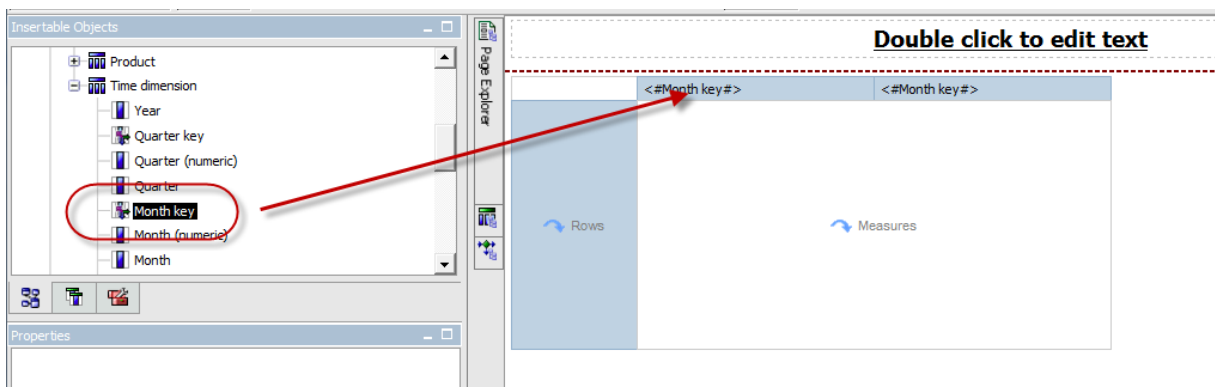 Insertable Objects
Product
Time dimension
Year
Quarter key
Quarter (numeric)
Quarter
Month key
Month (numeric)
Month
Properties
Page Explorer
Double click to edit text
<#Month key#> <#Month key#>
Rows Measures